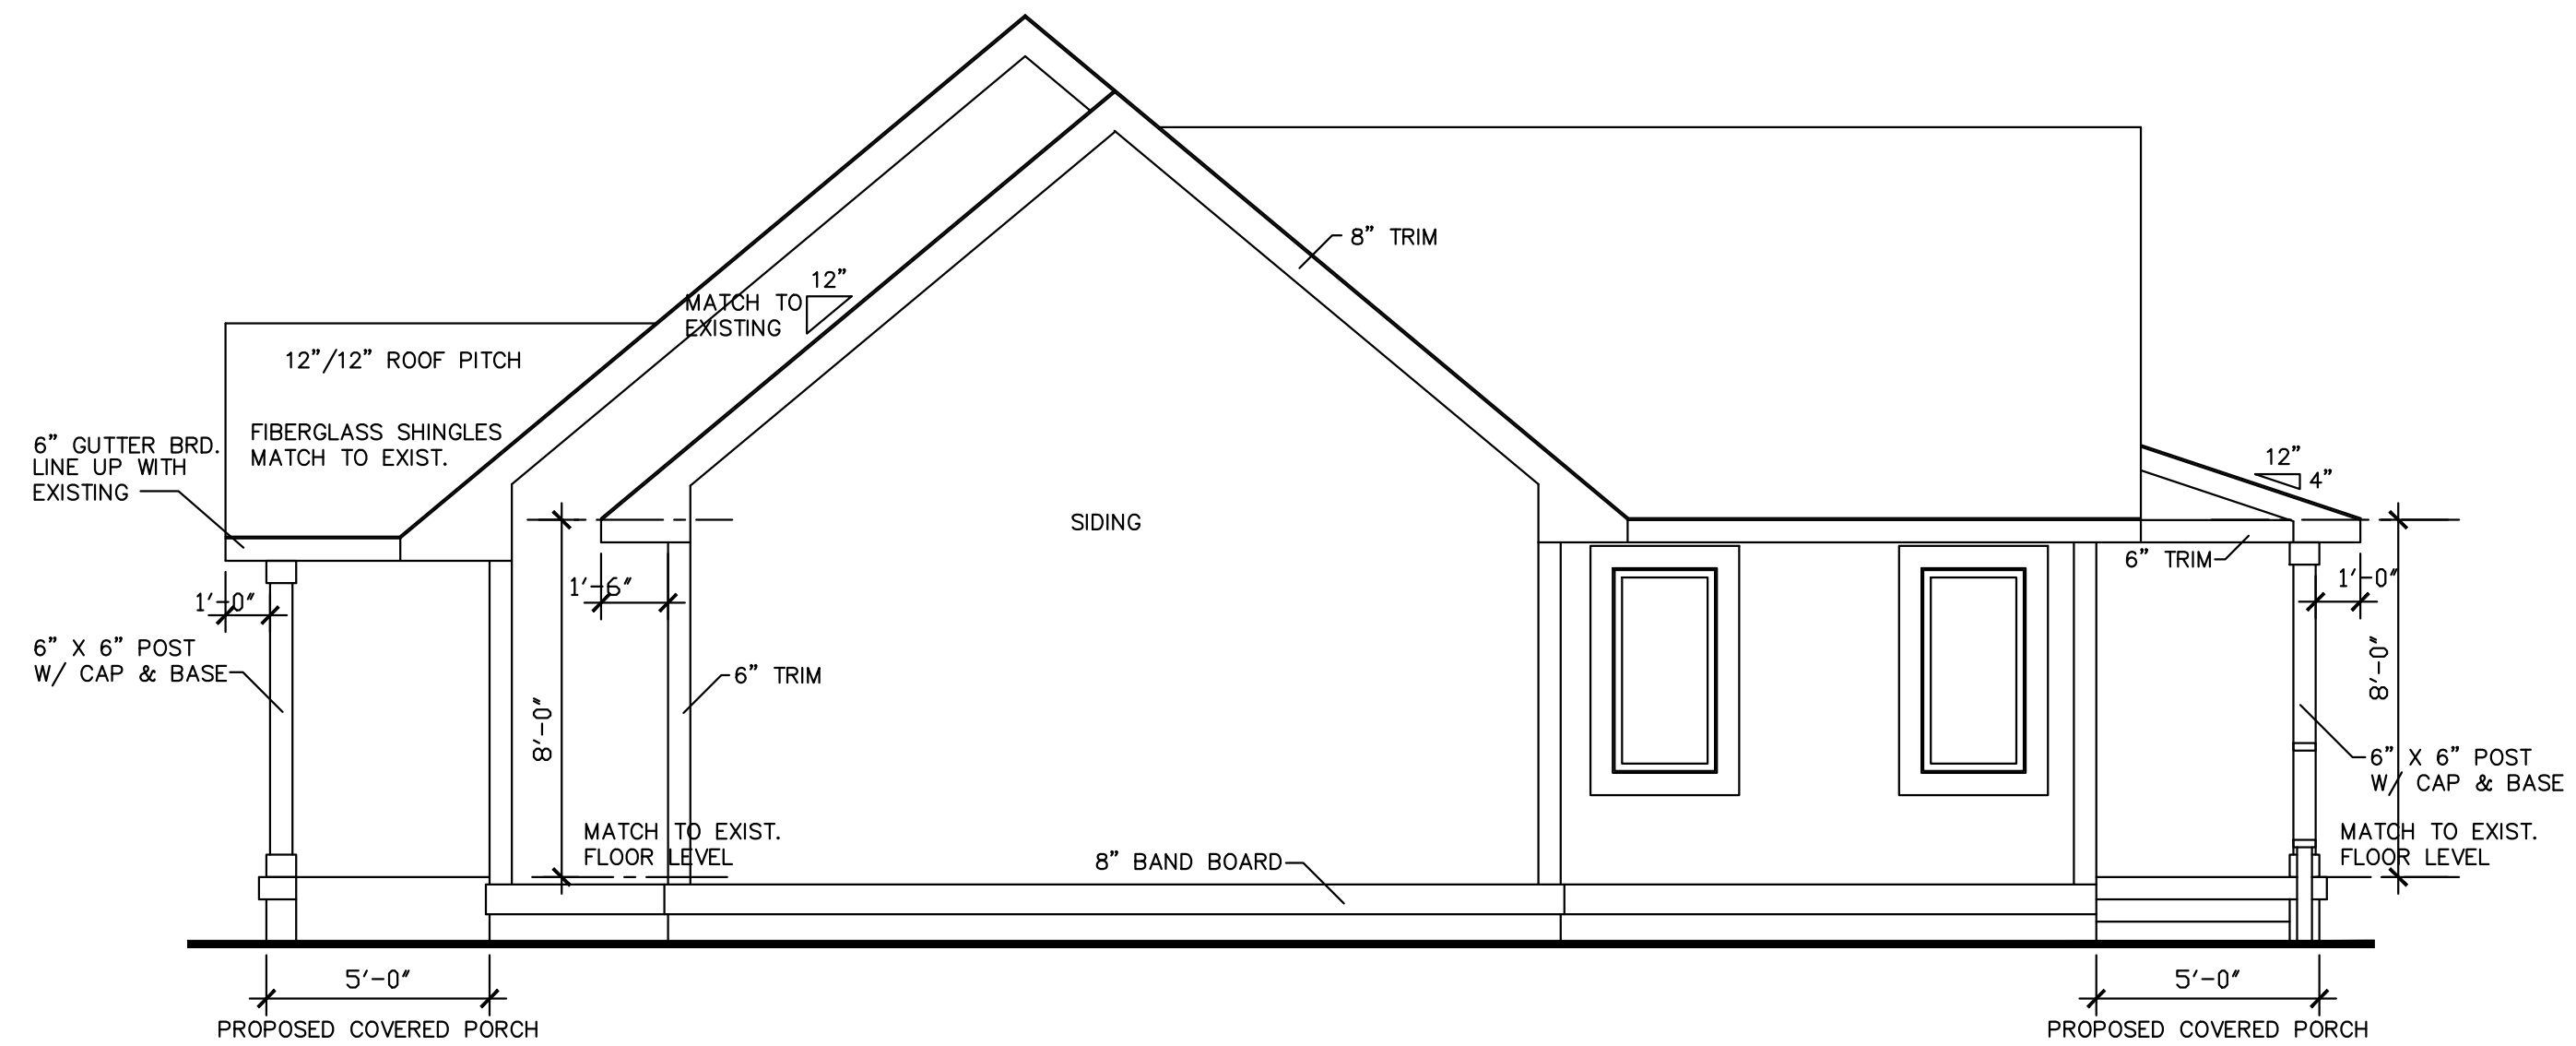 8” TRIM
12”
MATCH TO
EXISTING
12”/12” ROOF PITCH
FIBERGLASS SHINGLES
MATCH TO EXIST.
6” GUTTER BRD.
LINE UP WITH
EXISTING
12”
4”
SIDING
6” TRIM
1’-0”
1’-6”
1’-0”
6” X 6” POST
W/ CAP & BASE
6” TRIM
8’-0”
8’-0”
6” X 6” POST
W/ CAP & BASE
MATCH TO EXIST.
FLOOR LEVEL
8” BAND BOARD
MATCH TO EXIST.
FLOOR LEVEL
5’-0”
PROPOSED COVERED PORCH
5’-0”
PROPOSED COVERED PORCH